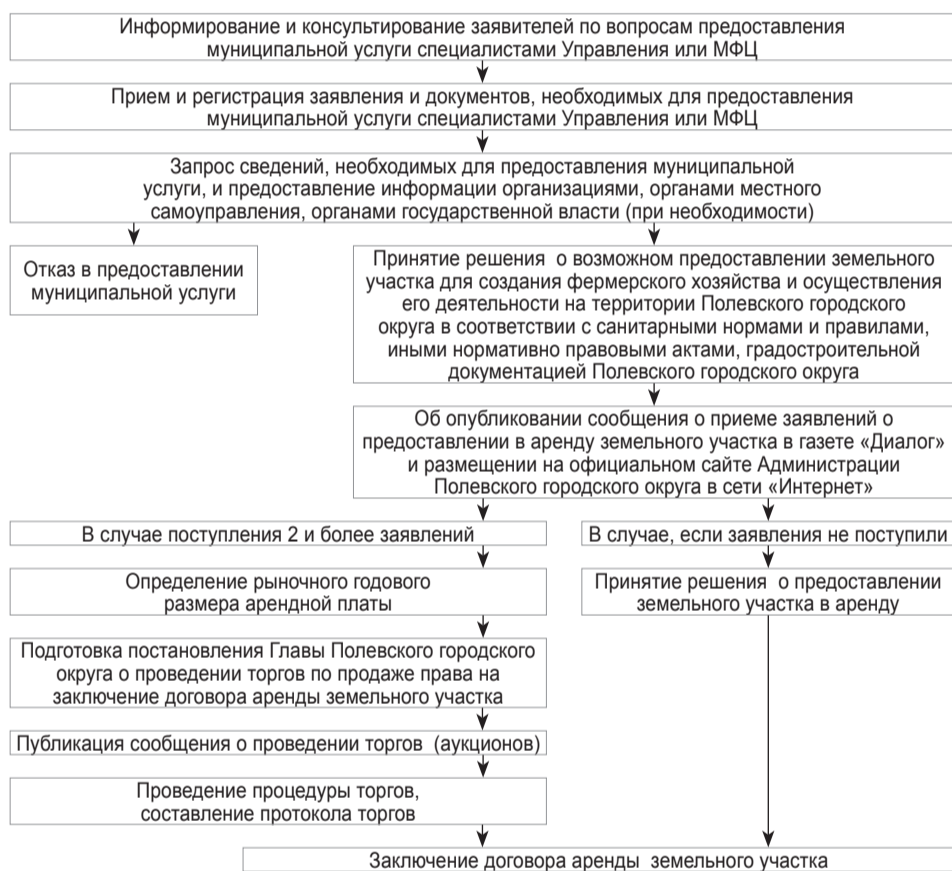 Информирование и консультирование заявителей по вопросам предоставления
муниципальной услуги специалистами Управления или МФЦ
Прием и регистрация заявления и документов, необходимых для предоставления
муниципальной услуги специалистами Управления или МФЦ
Запрос сведений, необходимых для предоставления муниципальной
услуги, и предоставление информации организациями, органами местного
самоуправления, органами государственной власти (при необходимости)
Отказ в предоставлении
муниципальной услуги
Принятие решения о возможном предоставлении земельного
участка для создания фермерского хозяйства и осуществления
его деятельности на территории Полевского городского
округа в соответствии с санитарными нормами и правилами,
иными нормативно правовыми актами, градостроительной
документацией Полевского городского округа
Об опубликовании сообщения о приеме заявлений о
предоставлении в аренду земельного участка в газете «Диалог»
и размещении на официальном сайте Администрации
Полевского городского округа в сети «Интернет»
В случае поступления 2 и более заявлений
В случае, если заявления не поступили
Определение рыночного годового
размера арендной платы
Принятие решения о предоставлении
земельного участка в аренду
Подготовка постановления Главы Полевского городского
округа о проведении торгов по продаже права на
заключение договора аренды земельного участка
Публикация сообщения о проведении торгов (аукционов)
Проведение процедуры торгов,
составление протокола торгов
Заключение договора аренды земельного участка